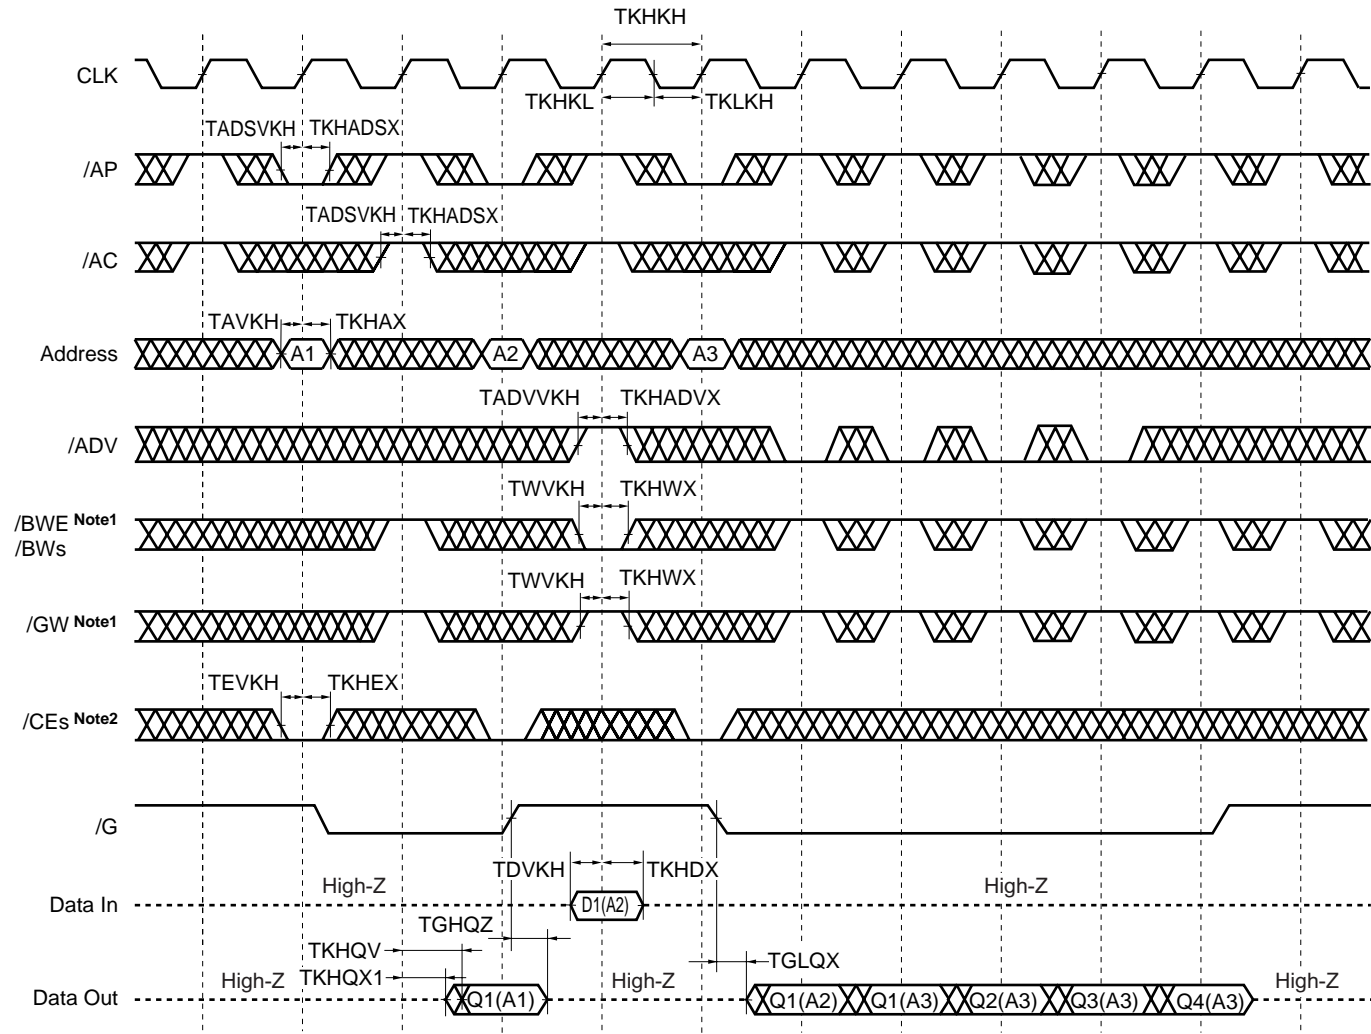 TKHKH
CLK
TKHKL
TKLKH
TADSVKH
TKHADSX
/AP
TADSVKH
TKHADSX
/AC
TAVKH
TKHAX
Address
A1
A2
A3
TADVVKH
TKHADVX
/ADV
TWVKH
TKHWX
/BWE Note1
/BWs
TWVKH
TKHWX
/GW Note1
TEVKH
TKHEX
/CEs Note2
/G
TDVKH
TKHDX
High-Z
High-Z
Data In
D1(A2)
TGHQZ
TKHQV
TGLQX
TKHQX1
High-Z
High-Z
High-Z
Data Out
Q1(A1)
Q1(A2)
Q1(A3)
Q2(A3)
Q3(A3)
Q4(A3)